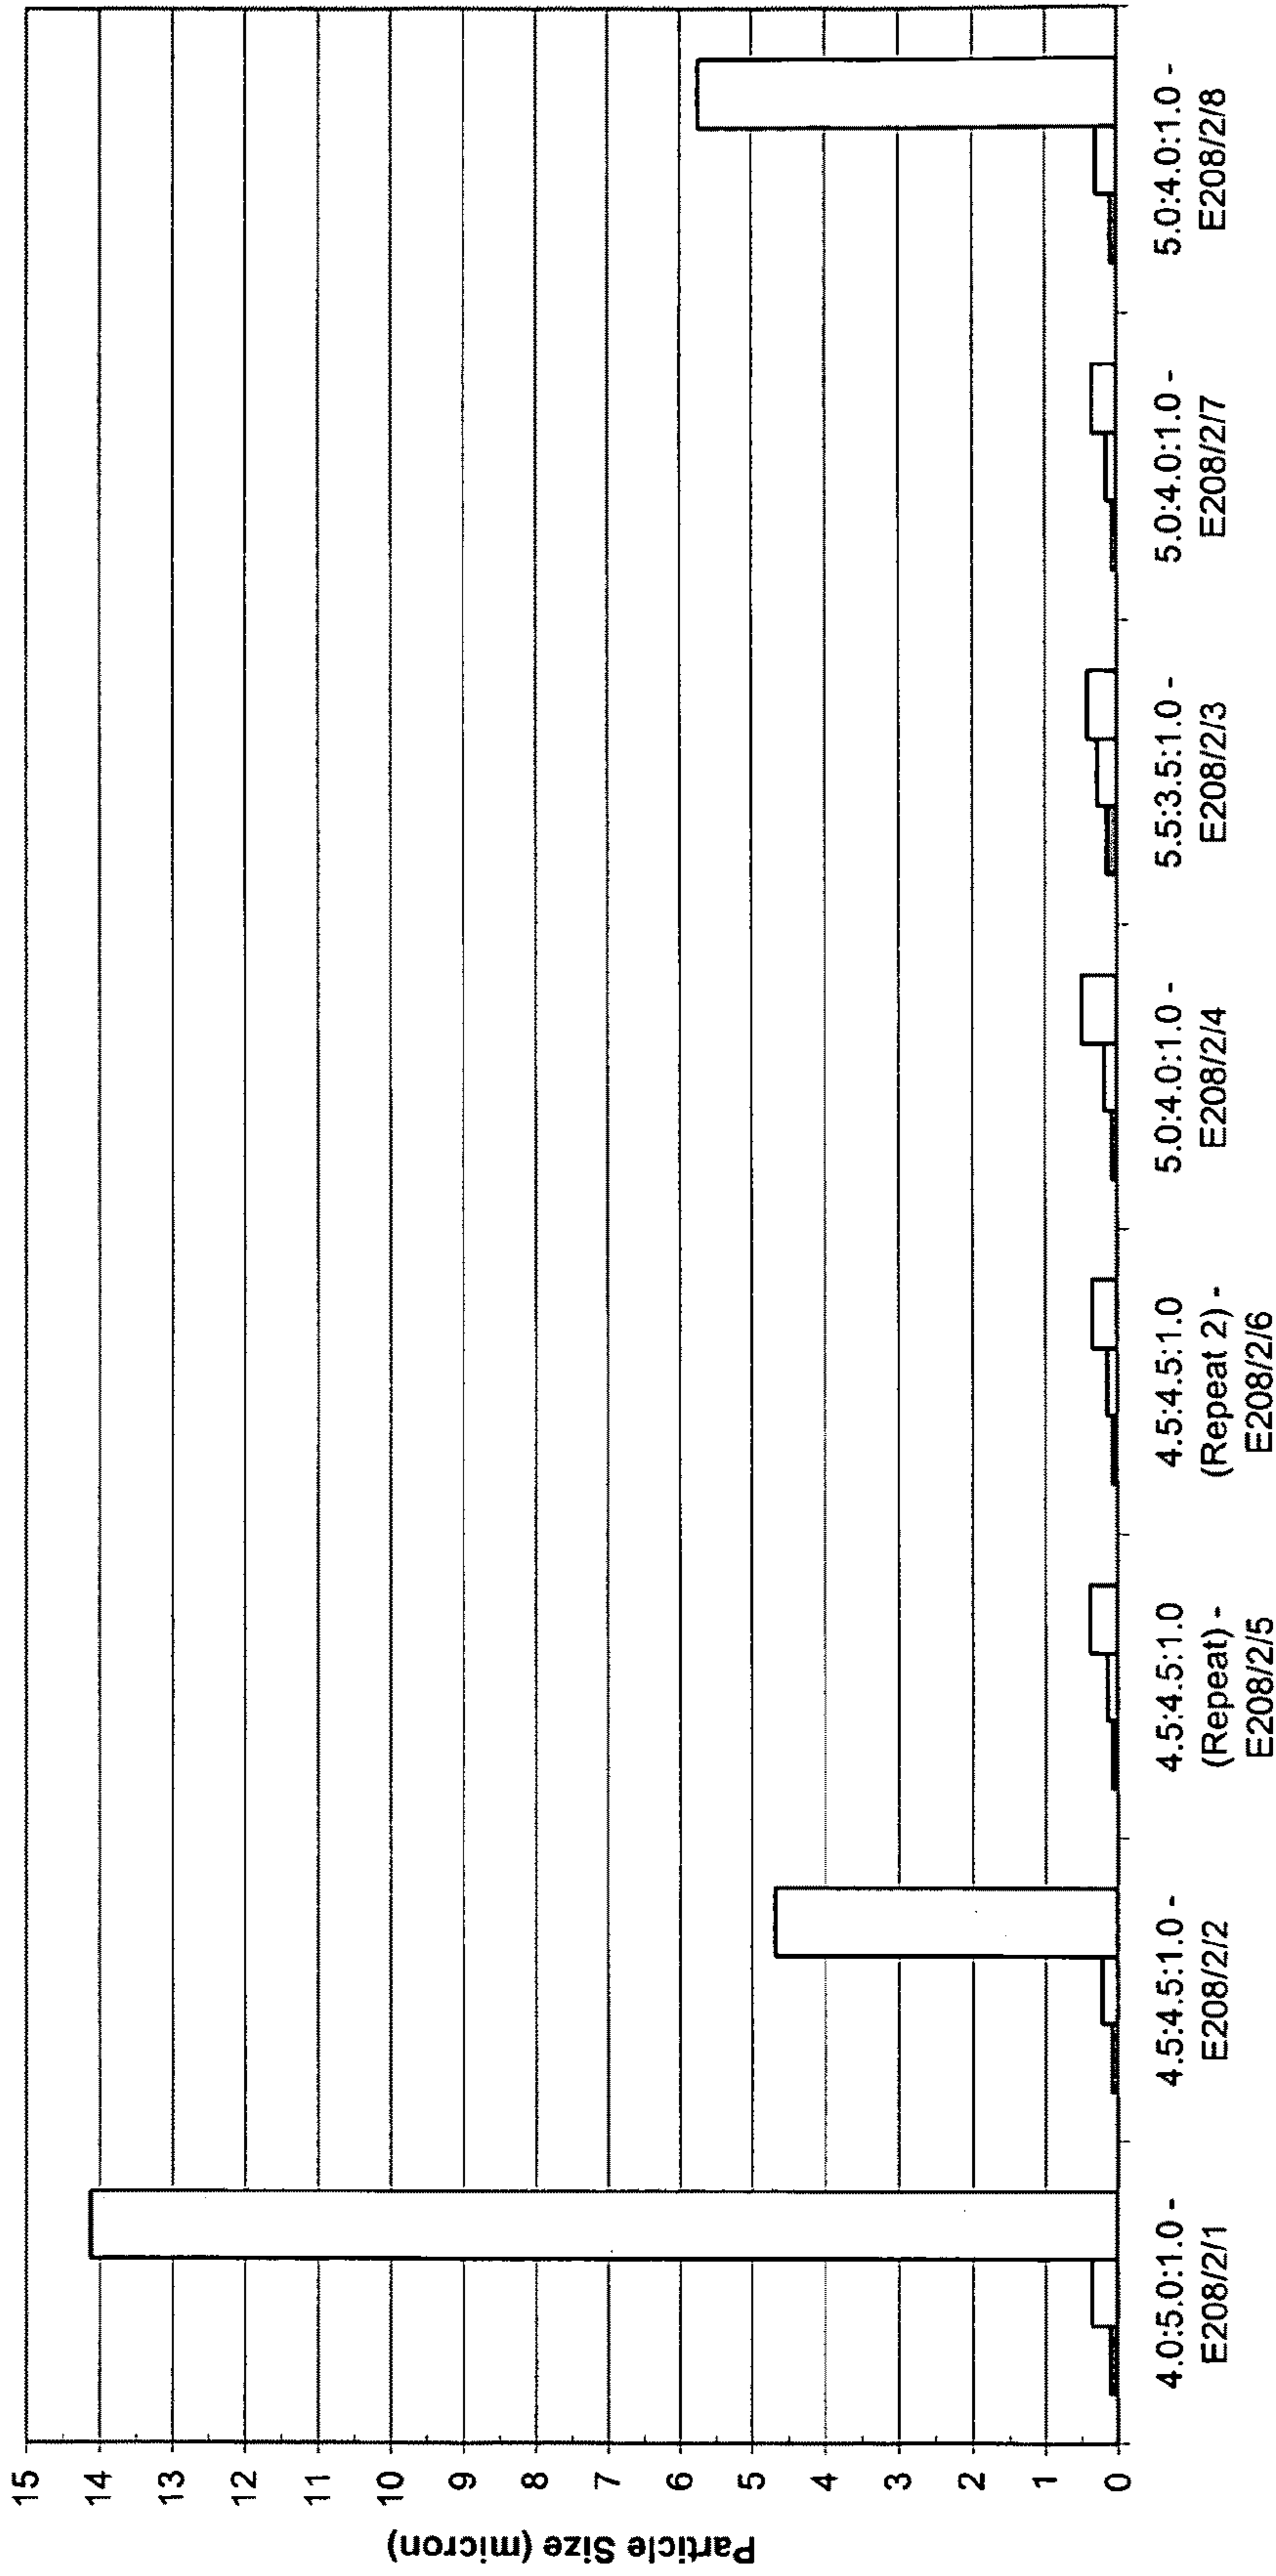 Particle Size (micron)
15
14
13
12
11
10
9
8
7
6
5
4
3
2
1
0
4.0:5.0:1.0 -
E208/2/1
4.5:4.5:1.0 -
E208/2/2
4.5:4.5:1.0
(Repeat) -
E208/2/5
4.5:4.5:1.0
(Repeat 2) -
E208/2/6
5.0:4.0:1.0 -
E208/2/4
5.5:3.5:1.0 -
E208/2/3
5.0:4.0:1.0 -
E208/2/7
5.0:4.0:1.0 -
E208/2/8